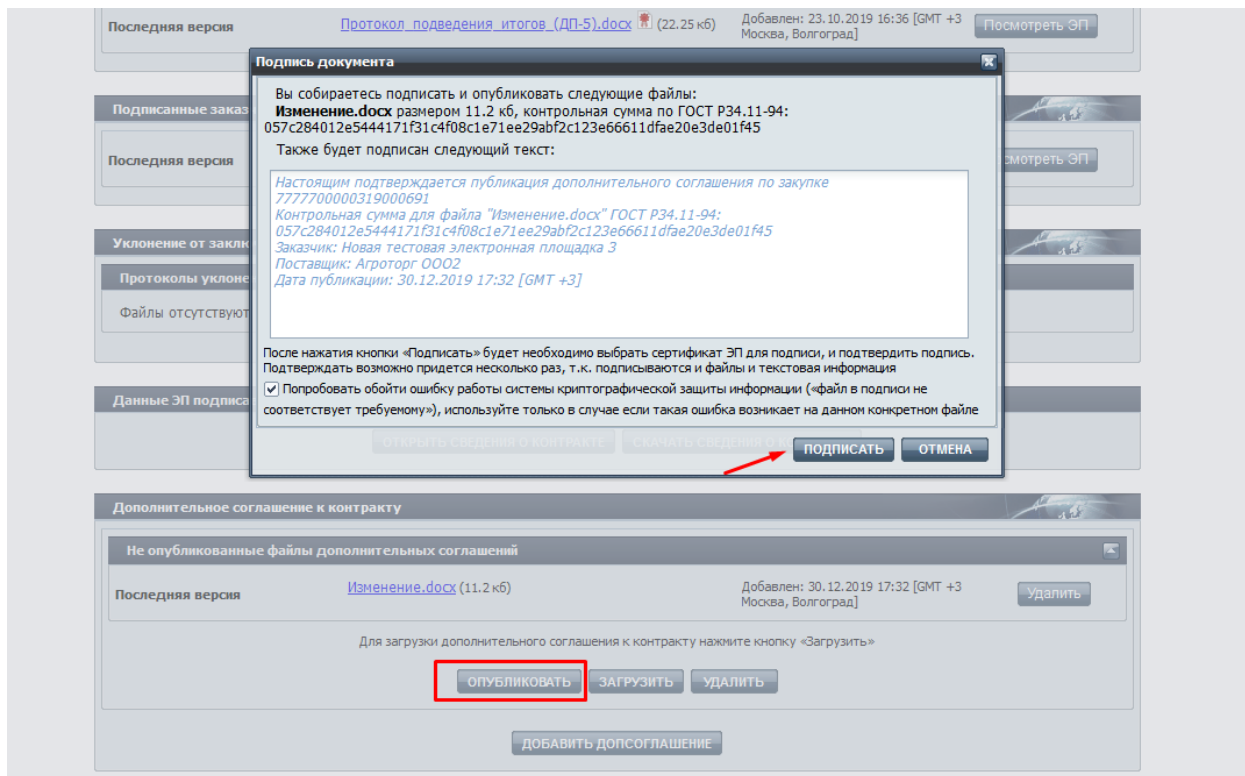 Последняя версия
Протокол_подведения_итогов_(ДП-5).docx (22.25 кб)
Добавлен: 23.10.2019 16:36 [GMT +3
Москва, Волгоград]
Посмотреть ЭП
Подпись документа
Вы собираетесь подписать и опубликовать следующие файлы:
Изменение.docx размером 11.2 кб, контрольная сумма по ГОСТ Р34.11-94:
057c284012e5444171f31c4f08c1e71ee29abf2c123e66611dfae20e3de01f45
Также будет подписан следующий текст:
Настоящим подтверждается публикация дополнительного соглашения по закупке
7777700000319000691
Контрольная сумма для файла "Изменение.docx" ГОСТ Р34.11-94:
057c284012e5444171f31c4f08c1e71ee29abf2c123e66611dfae20e3de01f45
Заказчик: Новая тестовая электронная площадка 3
Поставщик: Агроторг ООО2
Дата публикации: 30.12.2019 17:32 [GMT +3]
После нажатия кнопки «Подписать» будет необходимо выбрать сертификат ЭП для подписи, и подтвердить подпись.
Подтверждать возможно придется несколько раз, т.к. подписываются и файлы и текстовая информация
Попробовать обойти ошибку работы системы криптографической защиты информации («файл в подписи не
соответствует требуемому»), используйте только в случае если такая ошибка возникает на данном конкретном файле
ПОДПИСАТЬ
ОТМЕНА
Подписанные заказ
Последняя версия
смотреть ЭП
Уклонение от заклю
Протоколы уклоне
Файлы отсутствуют
Данные ЭП подписа
ОТКРЫТЬ СВЕДЕНИЯ О КОНТРАКТЕ
СКАЧАТЬ СВЕДЕНИЯ О
Дополнительное соглашение к контракту
Не опубликованные файлы дополнительных соглашений
Последняя версия
Изменение.docx (11.2 кб)
Добавлен: 30.12.2019 17:32 [GMT +3
Москва, Волгоград]
Удалить
Для загрузки дополнительного соглашения к контракту нажмите кнопку «Загрузить»
ОПУБЛИКОВАТЬ
ЗАГРУЗИТЬ
УДАЛИТЬ
ДОБАВИТЬ ДОПСОГЛАШЕНИЕ